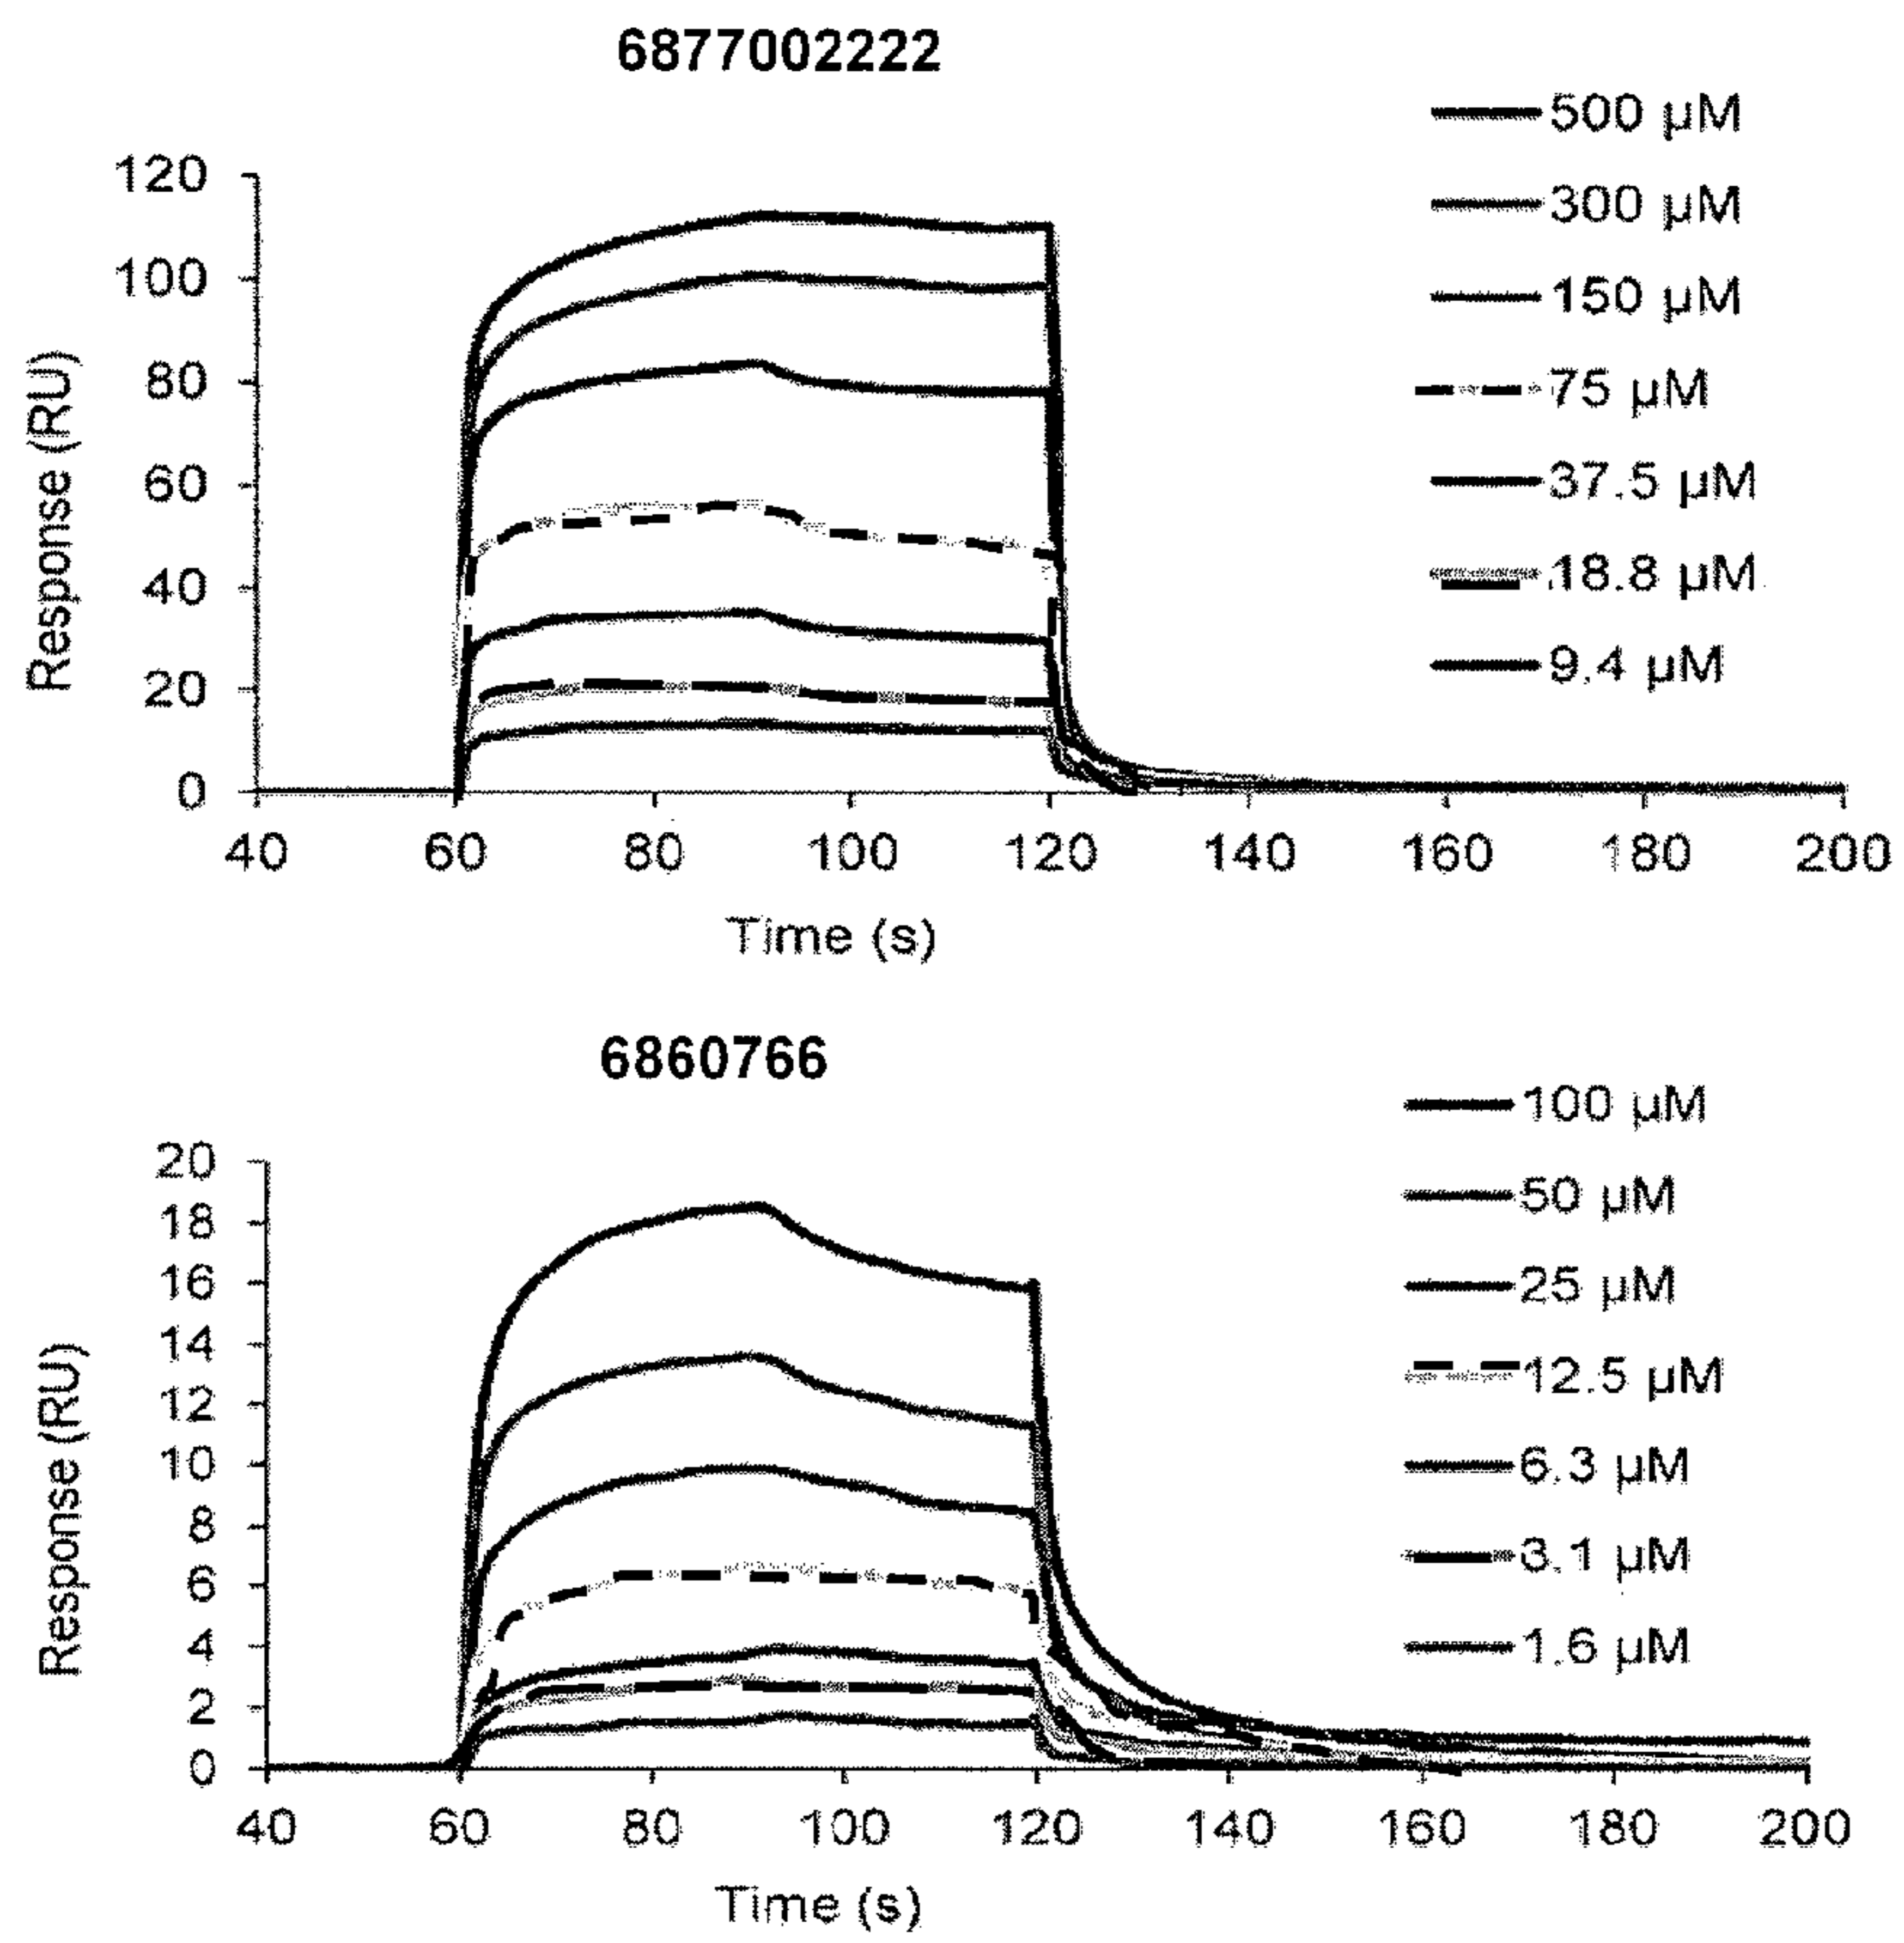 6877002222
500 µM
300 µM
150 µM
75 µM
37.5 µM
18.8 µM
9.4 µM
Response (RU)
120
100
80
60
40
20
0
40 60 80 100 120 140 160 180 200
Time (s)
6860766
100 µM
50 µM
25 µM
12.5 µM
6.3 µM
3.1 µM
1.6 µM
Response (RU)
20
18
16
14
12
10
8
6
4
2
0
40 60 80 100 120 140 160 180 200
Time (s)